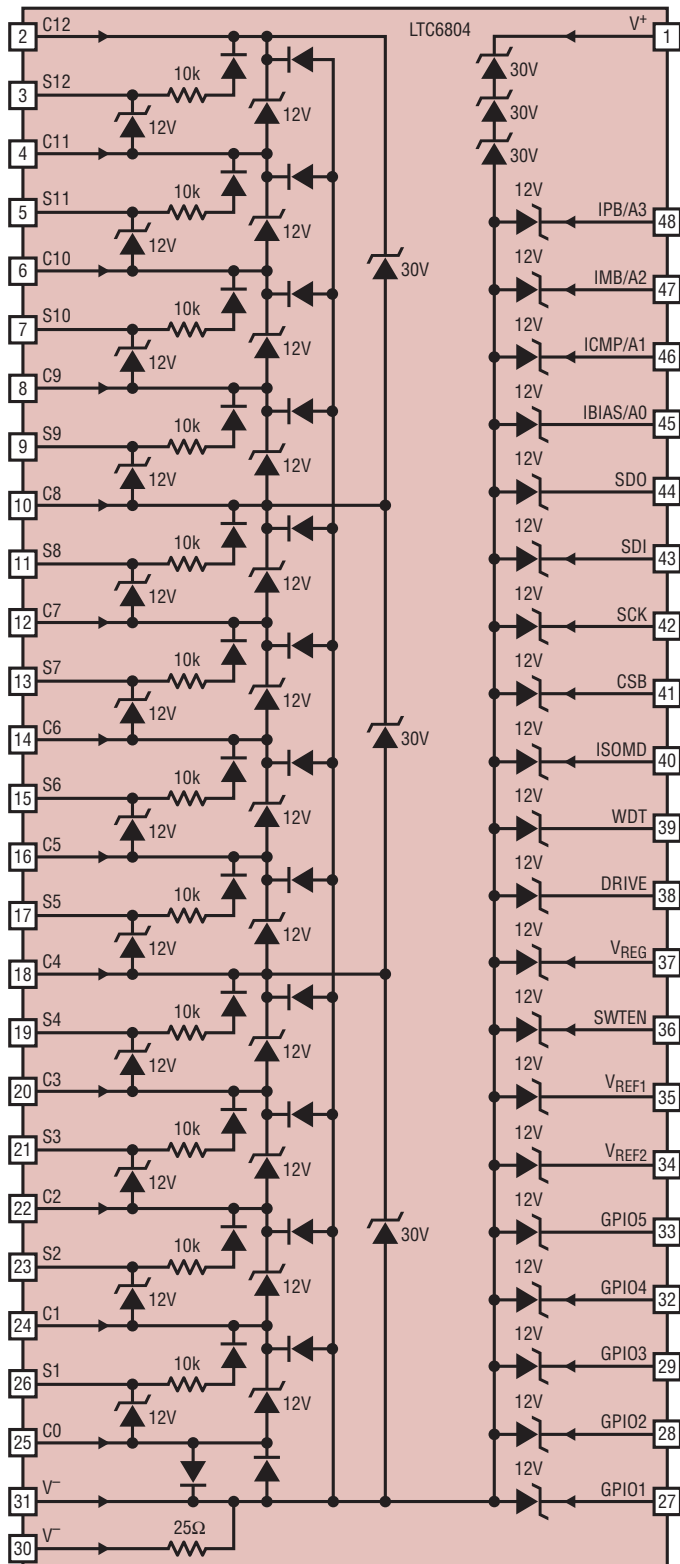 LTC6804
2 C12
V+ 1
10k
30V
3 S12
12V
12V
30V
4 C11
30V
10k
12V
5 S11
IPB/A3 48
12V
12V
6 C10
30V
12V
IMB/A2 47
10k
7 S10
12V
12V
12V
ICMP/A1 46
8 C9
12V
10k
IBIAS/A0 45
9 S9
12V
12V
12V
SDO 44
10 C8
12V
10k
SDI 43
11 S8
12V
12V
12V
SCK 42
12 C7
10k
12V
13 S7
CSB 41
12V
12V
14 C6
30V
12V
ISOMD 40
10k
15 S6
12V
12V
12V
WDT 39
16 C5
12V
10k
DRIVE 38
17 S5
12V
12V
12V
VREG 37
18 C4
12V
10k
SWTEN 36
19 S4
12V
12V
12V
VREF1 35
20 C3
10k
12V
21 S3
VREF2 34
12V
12V
22 C2
12V
30V
GPIO5 33
10k
23 S2
12V
12V
12V
GPIO4 32
24 C1
12V
10k
GPIO3 29
26 S1
12V
12V
12V
GPIO2 28
25 C0
12V
31 V–
GPIO1 27
25Ω
30 V–